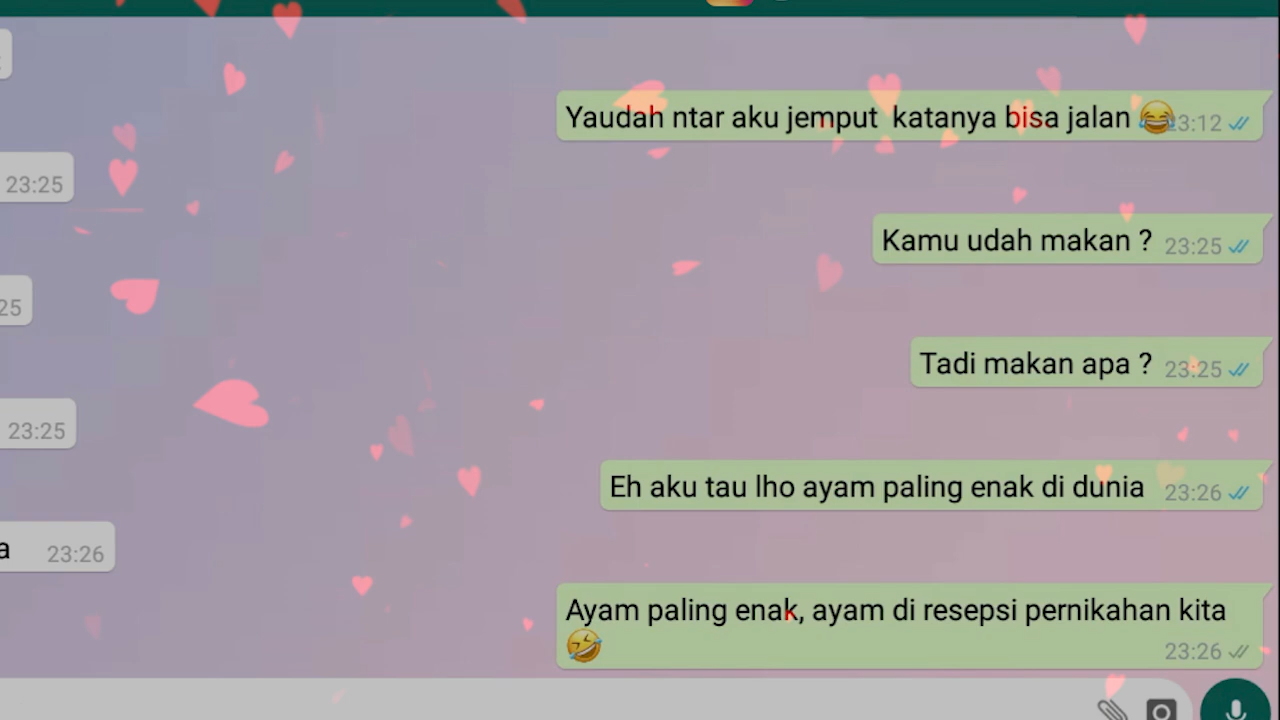 Yaudah ntar aku jemput katanya bisa jalan 😂 23:12
23:25
Kamu udah makan ? 23:25
25
Tadi makan apa ? 23:25
23:25
Eh aku tau lho ayam paling enak di dunia 23:26
a 23:26
Ayam paling enak, ayam di resepsi pernikahan kita
🤣 23:26